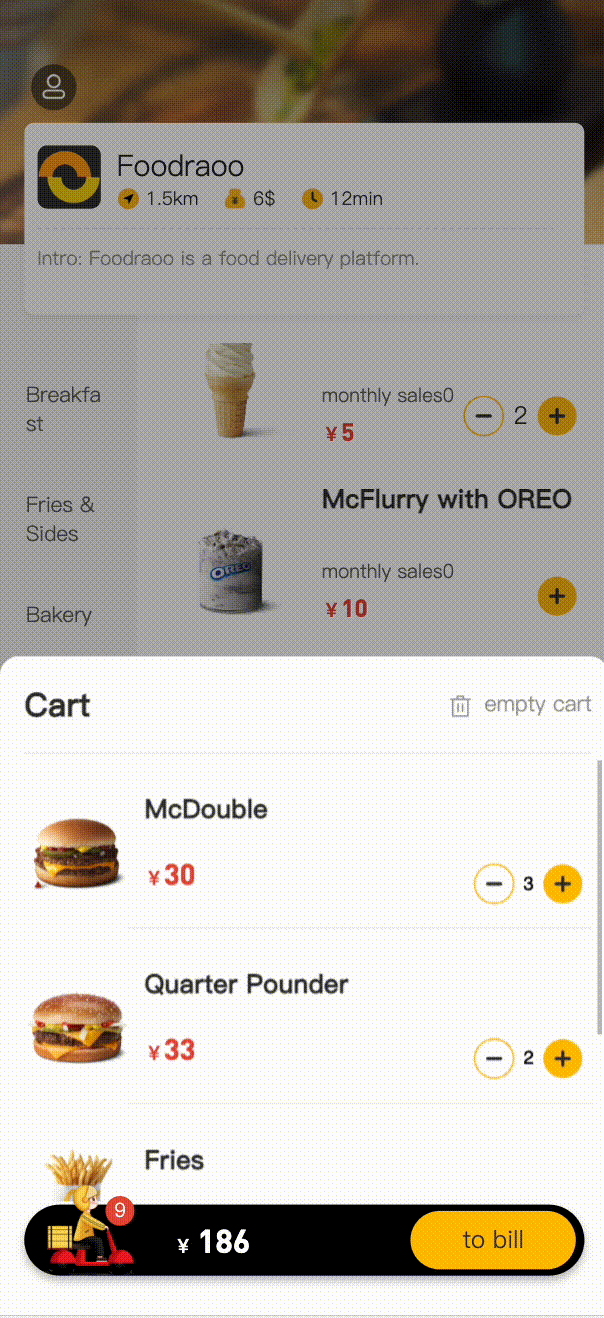 Foodraoo
1.5km 6$ 12min
Intro: Foodraoo is a food delivery platform.
Breakfa
st
Fries &
Sides
Bakery
monthly sales0
¥5
2
McFlurry with OREO
OREO
monthly sales0
¥10
Cart
empty cart
McDouble
¥30
3
Quarter Pounder
¥33
2
Fries
9
¥ 186
to bill